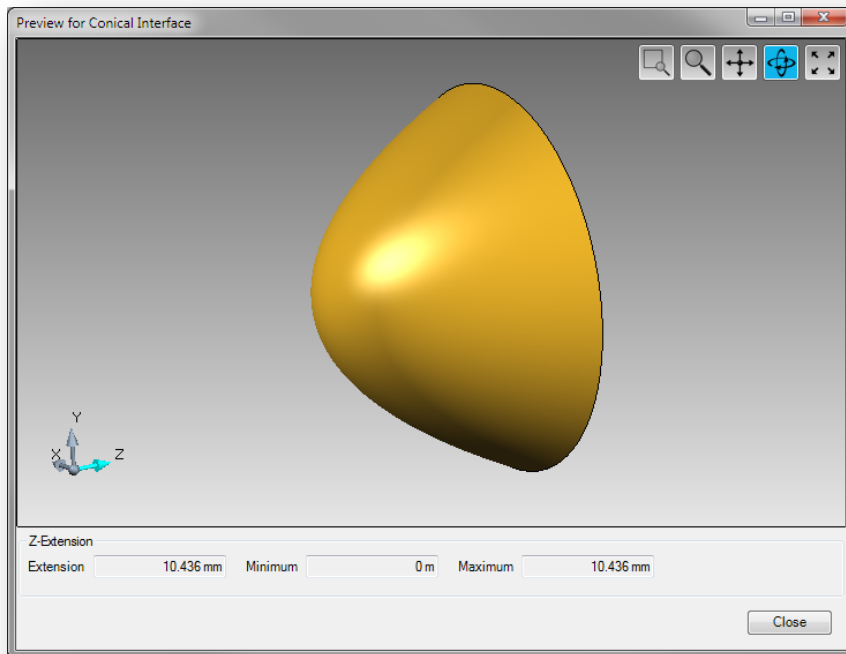 Preview for Conical Interface
Y
X Z
Z-Extension
Extension 10.436 mm Minimum 0 m Maximum 10.436 mm
Close